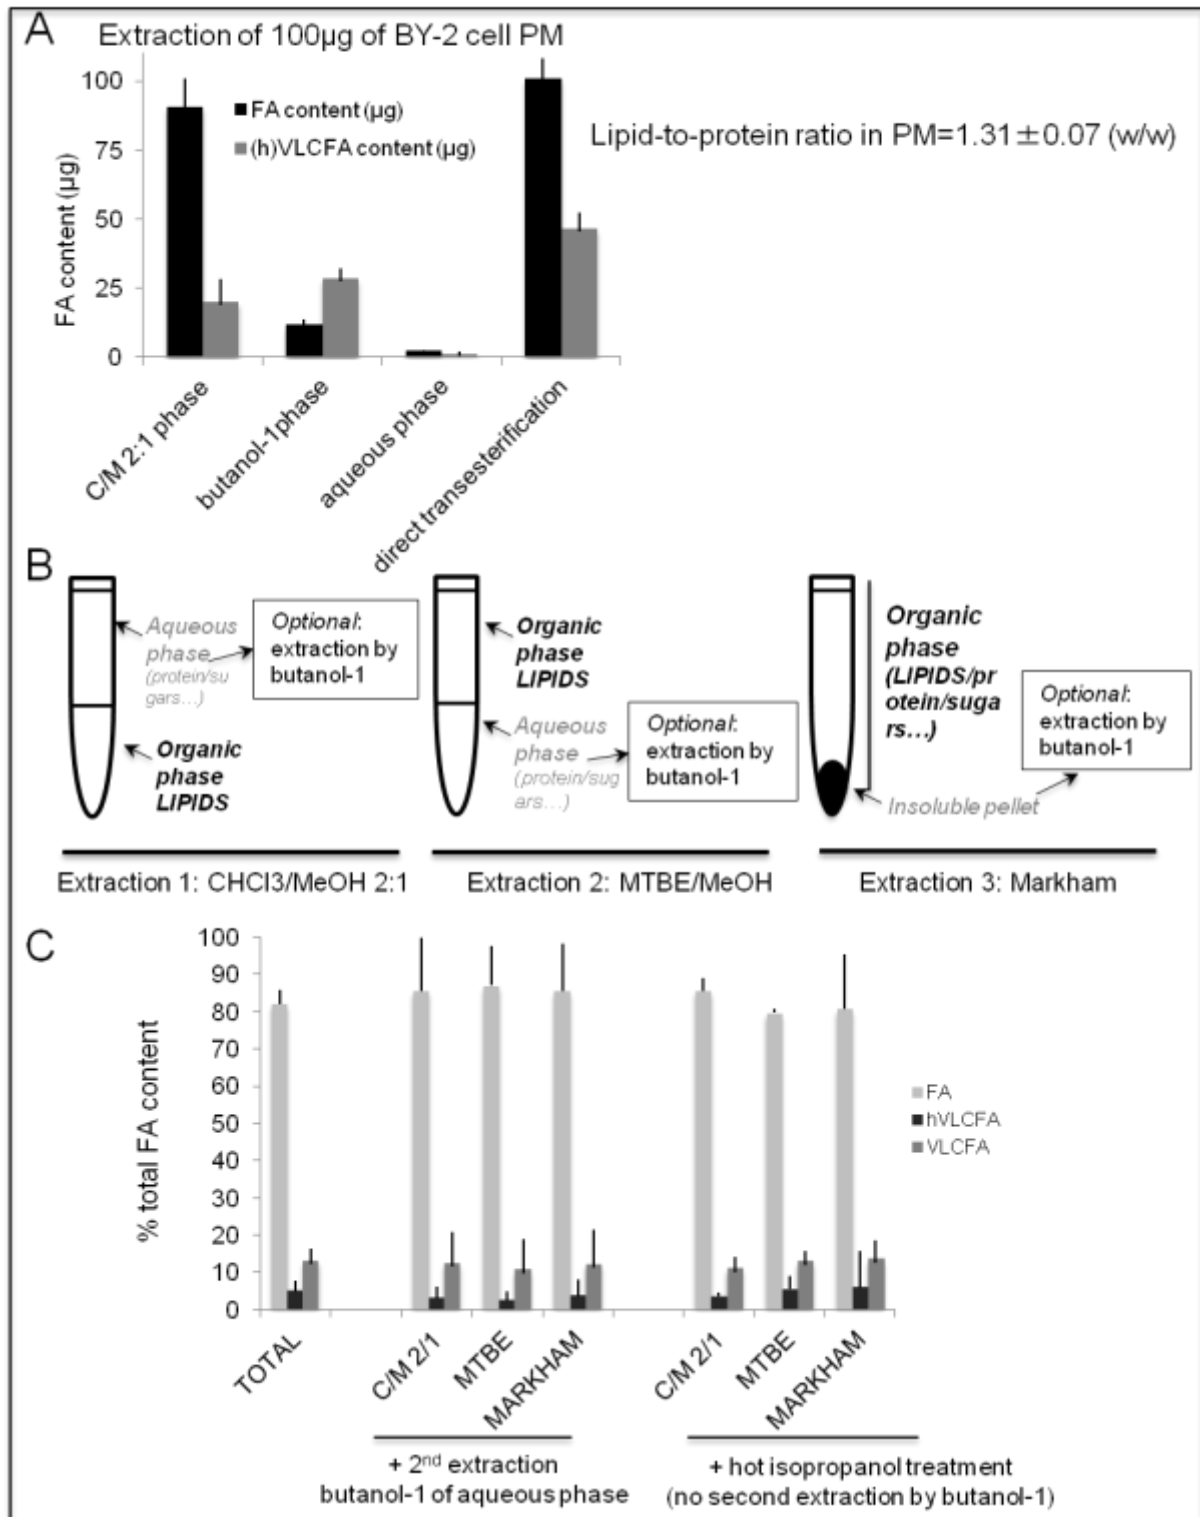 A
Extraction of 100µg of BY-2 cell PM
100
75
50
25
0
FA content (µg)
FA content (µg)
(h)VLCFA content (µg)
Lipid-to-protein ratio in PM=1.31±0.07 (w/w)
C/M 2:1 phase
butanol-1phase
aqueous phase
direct transesterification
B
Aqueous
phase
(protein/su
gars...)
Optional:
extraction by
butanol-1
Organic
phase
LIPIDS
Extraction 1: CHCl3/MeOH 2:1
Organic
phase
LIPIDS
Aqueous
phase
(protein/sug
ars...)
Optional:
extraction by
butanol-1
Extraction 2: MTBE/MeOH
Organic
phase
(LIPIDS/pr
otein/suga
rs...)
Optional:
extraction by
butanol-1
Insoluble pellet
Extraction 3: Markham
C
100
90
80
70
60
50
40
30
20
10
0
% total FA content
FA
hVLCFA
VLCFA
TOTAL
C/M 2/1
MTBE
MARKHAM
C/M 2/1
MTBE
MARKHAM
+ 2nd extraction
butanol-1 of aqueous phase
+ hot isopropanol treatment
(no second extraction by butanol-1)